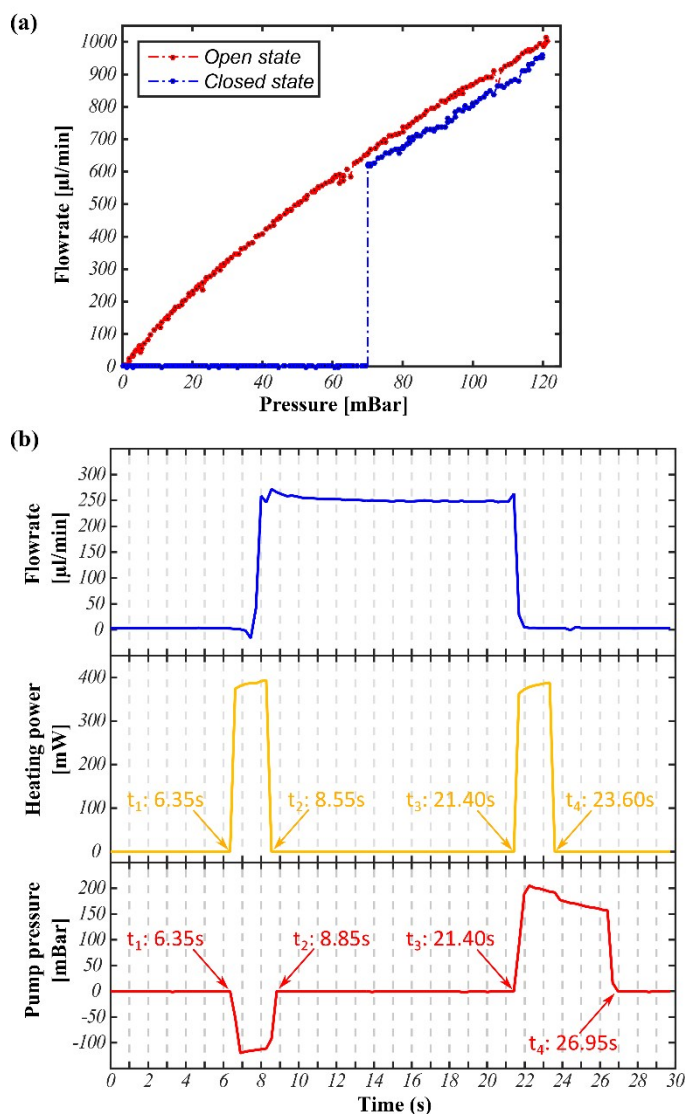 (a)
Open state
Closed state
1000
900
800
700
600
500
400
300
200
100
0
Flowrate [µl/min]
0 20 40 60 80 100 120
Pressure [mBar]
(b)
Flowrate
[µl/min]
300
250
200
150
100
50
0
Heating power
[mW]
400
300
200
100
0
t1: 6.35s
t2: 8.55s
t3: 21.40s
t4: 23.60s
Pump pressure
[mBar]
200
150
100
50
0
-50
-100
t1: 6.35s
t2: 8.85s
t3: 21.40s
t4: 26.95s
0 2 4 6 8 10 12 14 16 18 20 22 24 26 28 30
Time (s)